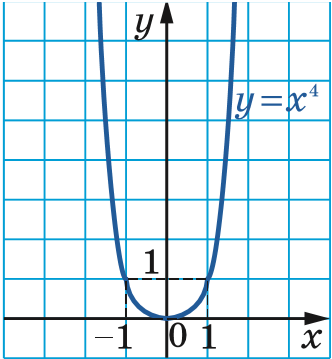 y
y = x⁴
1
−1 0 1 x